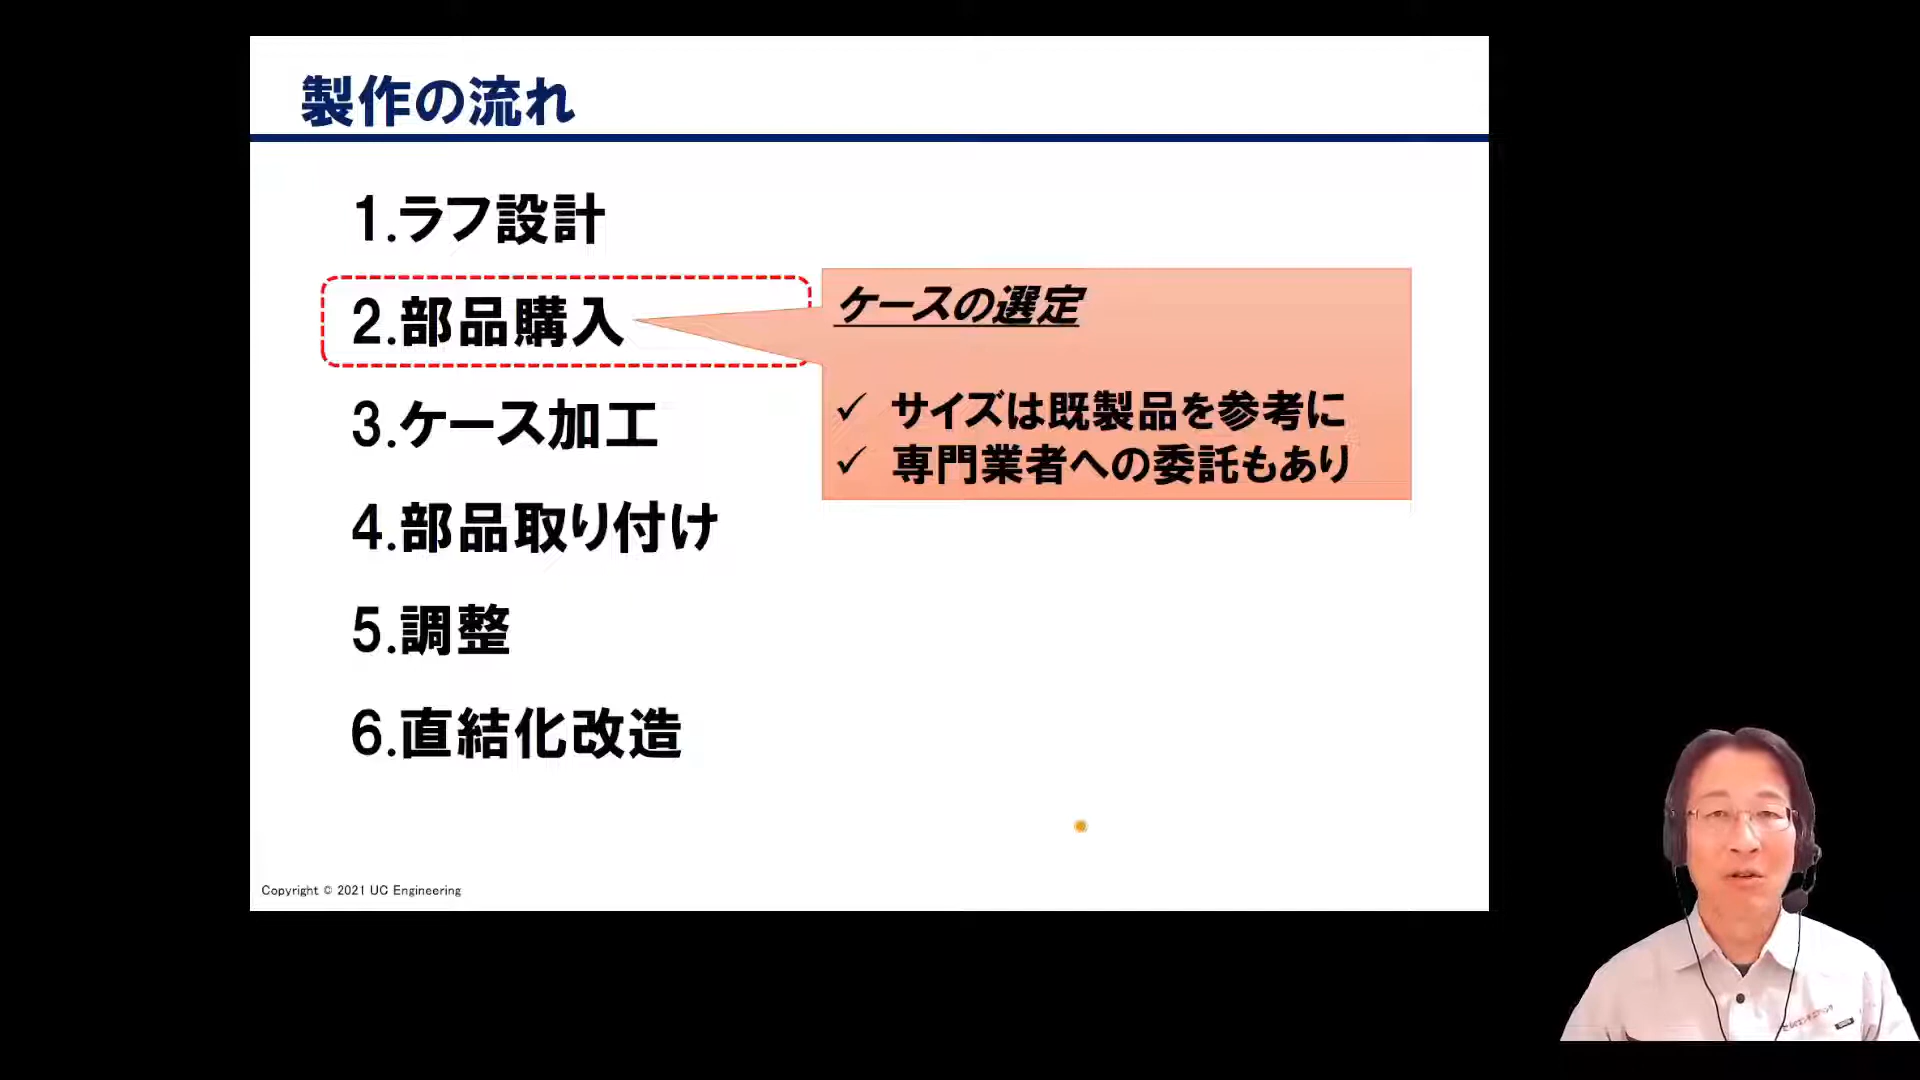 製作の流れ
1.ラフ設計
2.部品購入
ケースの選定
✓ サイズは既製品を参考に
✓ 専門業者への委託もあり
3.ケース加工
4.部品取り付け
5.調整
6.直結化改造
Copyright © 2021 UC Engineering